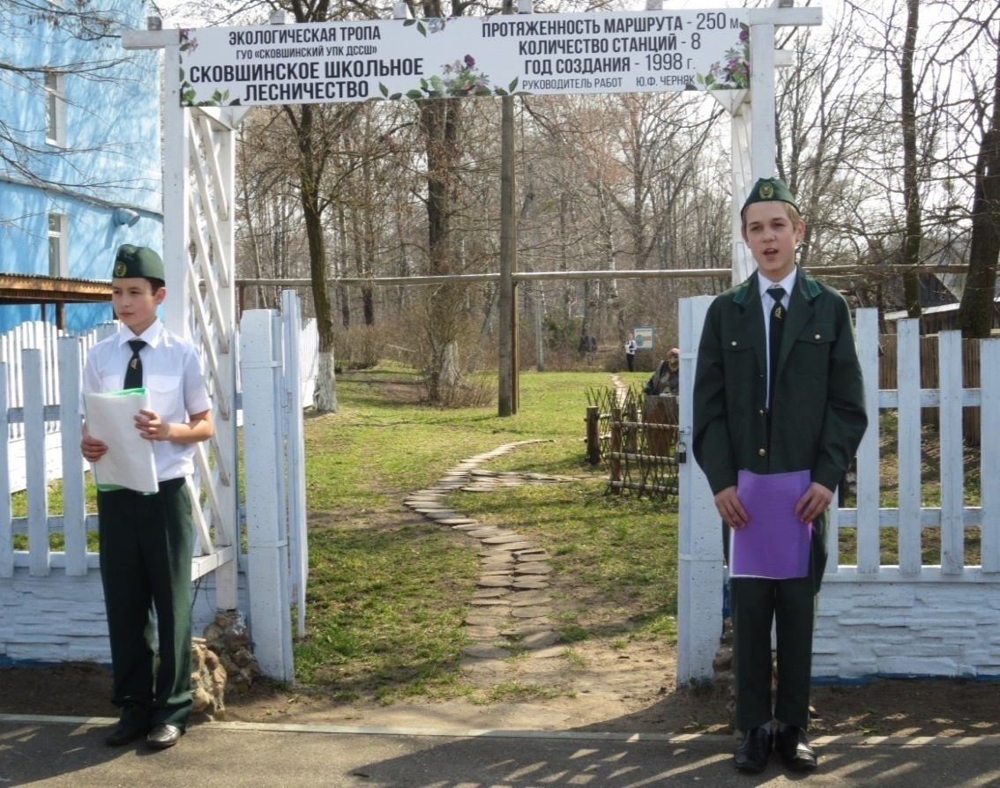 ЭКОЛОГИЧЕСКАЯ ТРОПА
ГУО «СКОВШИНСКИЙ УПК ДССШ»
СКОВШИНСКОЕ ШКОЛЬНОЕ
ЛЕСНИЧЕСТВО
ПРОТЯЖЕННОСТЬ МАРШРУТА - 250 М
КОЛИЧЕСТВО СТАНЦИЙ - 8
ГОД СОЗДАНИЯ - 1998 г.
РУКОВОДИТЕЛЬ РАБОТ Ю.Ф. ЧЕРНЯК